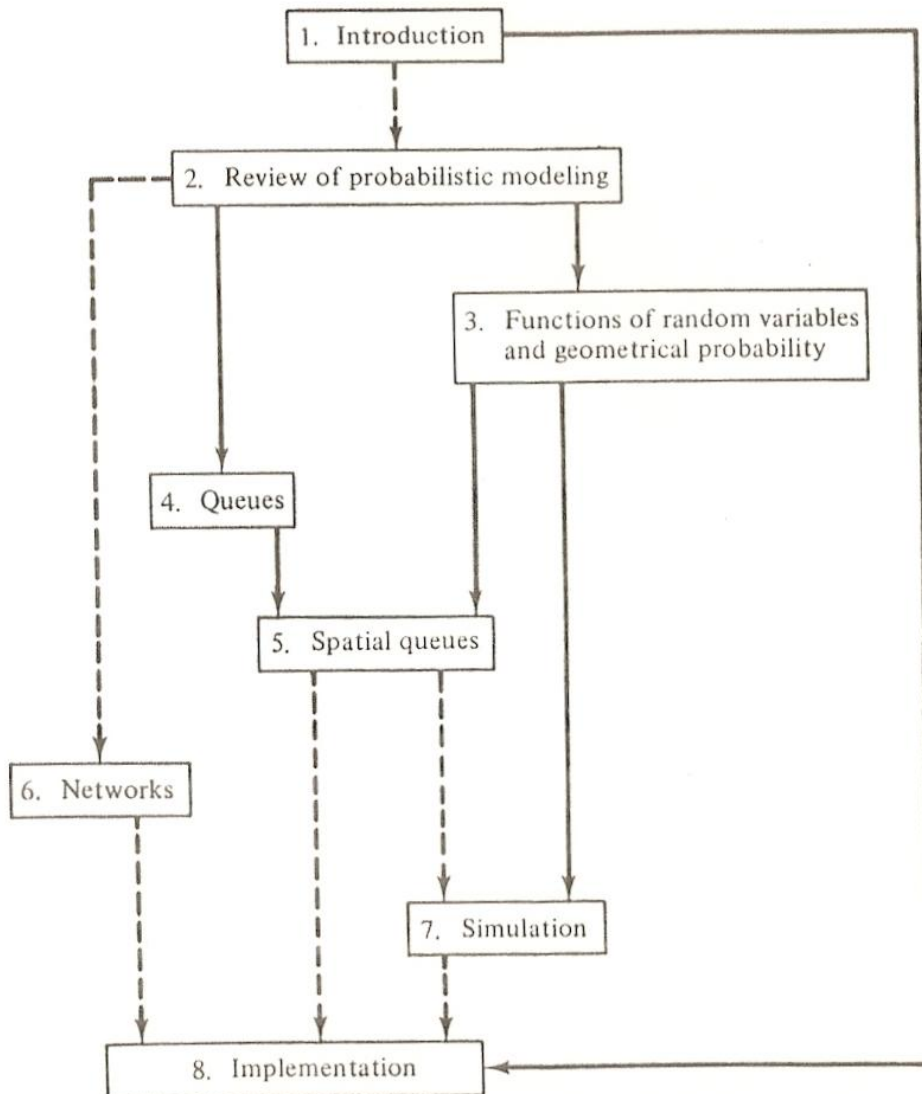 1. Introduction
2. Review of probabilistic modeling
3. Functions of random variables
and geometrical probability
4. Queues
5. Spatial queues
6. Networks
7. Simulation
8. Implementation